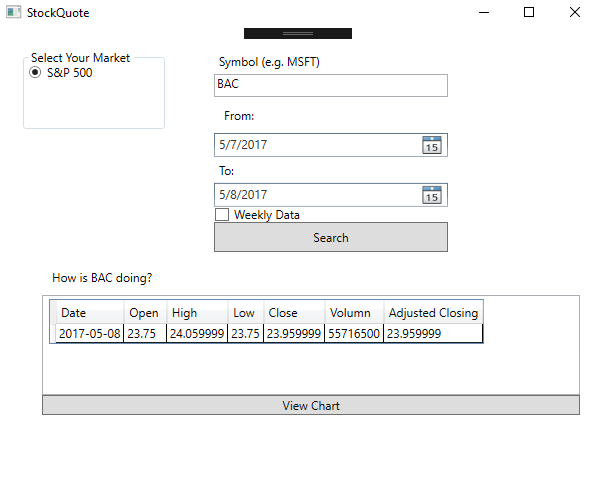 StockQuote
Select Your Market
S&P 500
Symbol (e.g. MSFT)
BAC
From:
5/7/2017
15
To:
5/8/2017
15
Weekly Data
Search
How is BAC doing?
Date Open High Low Close Volumn Adjusted Closing
2017-05-08 23.75 24.059999 23.75 23.959999 55716500 23.959999
View Chart